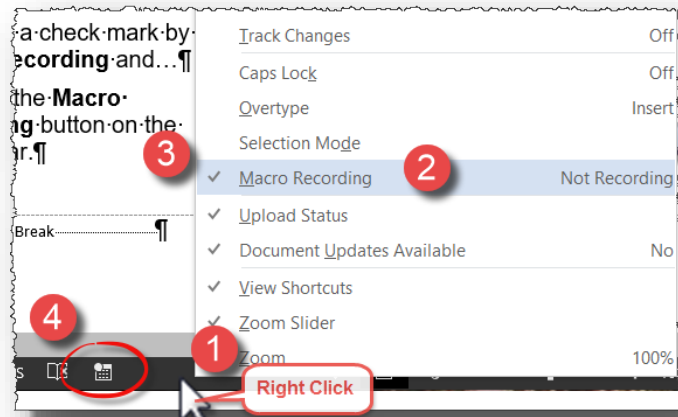 a·check·mark·by·
ecording·and…¶
the·Macro·
ng·button·on·the·
r.¶
Break¶
s
Track Changes Off
Caps Lock Off
Overtype Insert
Selection Mode
3 ✓ Macro Recording 2 Not Recording
✓ Upload Status
✓ Document Updates Available No
✓ View Shortcuts
✓ Zoom Slider
Zoom 100%
4
1
Right Click